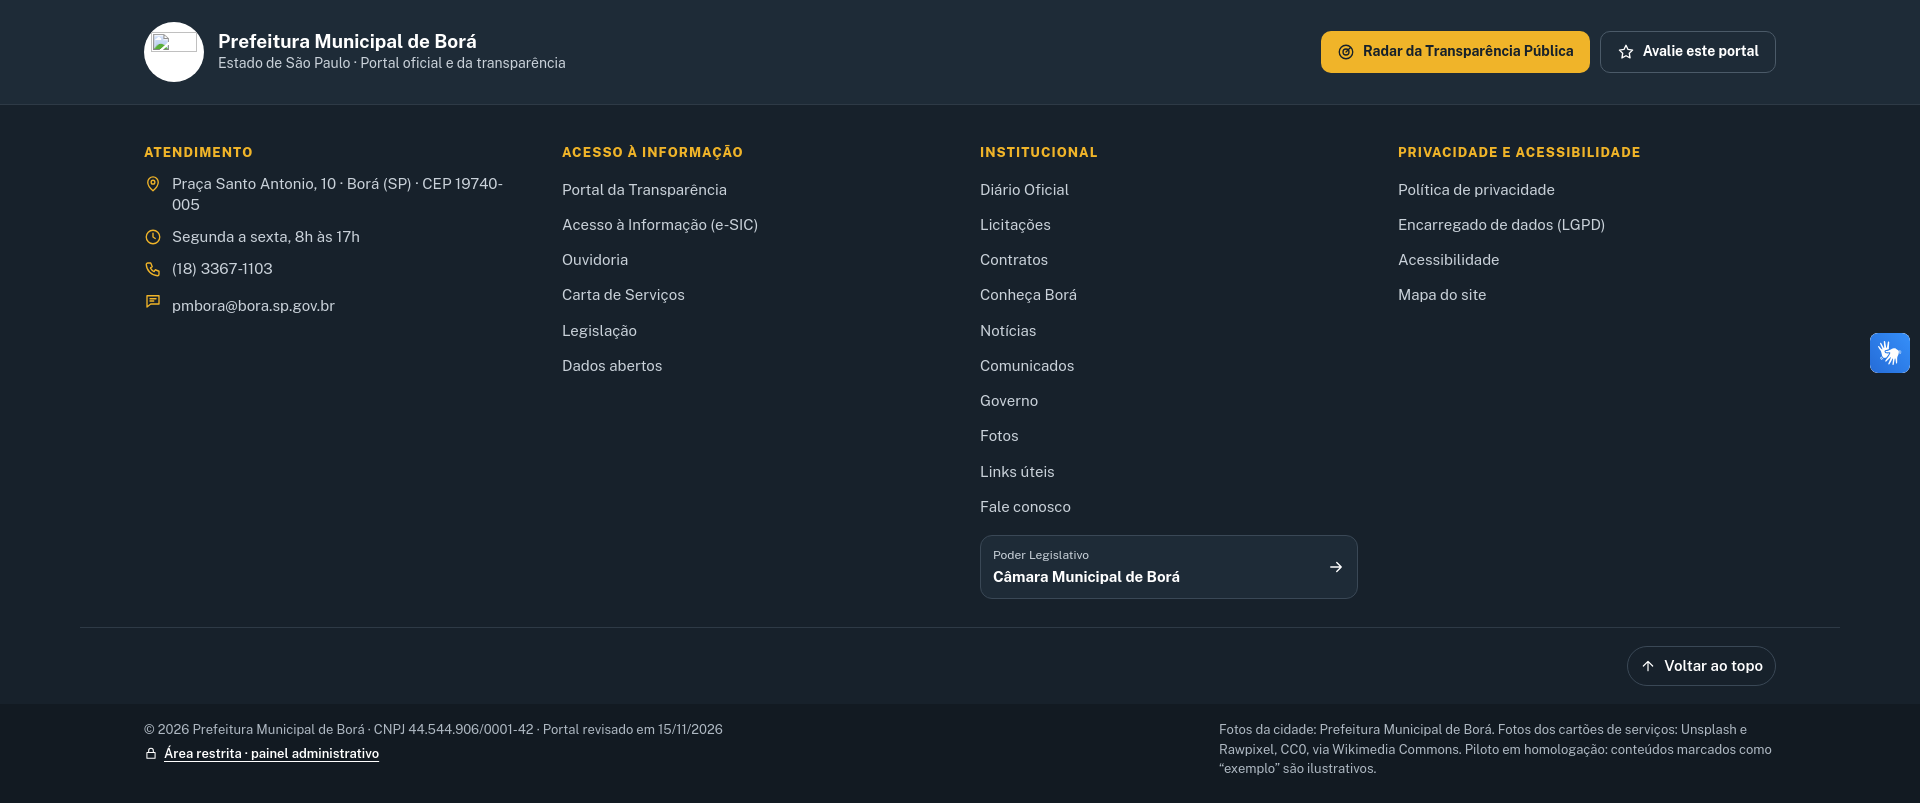 Prefeitura Municipal de Borá
Estado de São Paulo · Portal oficial e da transparência
Radar da Transparência Pública
Avalie este portal
ATENDIMENTO
Praça Santo Antonio, 10 · Borá (SP) · CEP 19740-
005
Segunda a sexta, 8h às 17h
(18) 3367-1103
pmbora@bora.sp.gov.br
ACESSO À INFORMAÇÃO
Portal da Transparência
Acesso à Informação (e-SIC)
Ouvidoria
Carta de Serviços
Legislação
Dados abertos
INSTITUCIONAL
Diário Oficial
Licitações
Contratos
Conheça Borá
Notícias
Comunicados
Governo
Fotos
Links úteis
Fale conosco
Poder Legislativo
Câmara Municipal de Borá
PRIVACIDADE E ACESSIBILIDADE
Política de privacidade
Encarregado de dados (LGPD)
Acessibilidade
Mapa do site
Voltar ao topo
© 2026 Prefeitura Municipal de Borá · CNPJ 44.544.906/0001-42 · Portal revisado em 15/11/2026
Área restrita · painel administrativo
Fotos da cidade: Prefeitura Municipal de Borá. Fotos dos cartões de serviços: Unsplash e
Rawpixel, CC0, via Wikimedia Commons. Piloto em homologação: conteúdos marcados como
“exemplo” são ilustrativos.